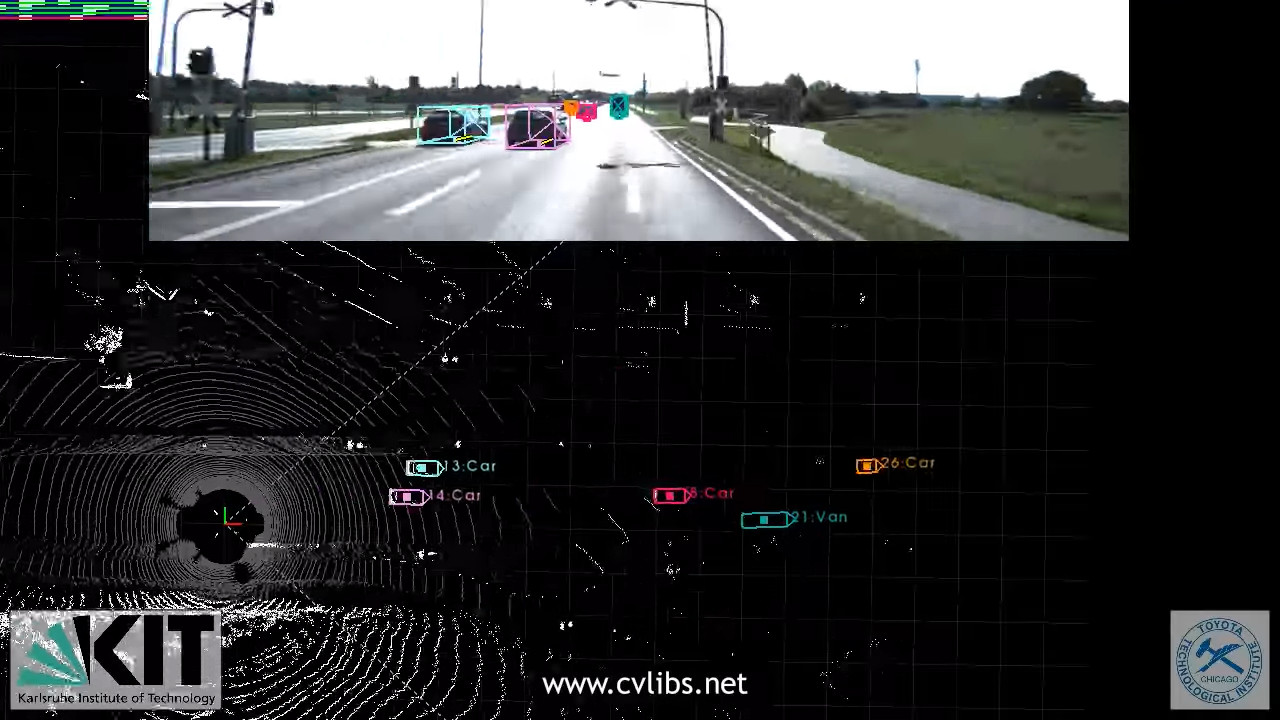 13:Car
26:Car
14:Car
8:Car
21:Van
KIT
Karlsruhe Institute of Technology
www.cvlibs.net
TOYOTA
TECHNOLOGICAL INSTITUTE
CHICAGO